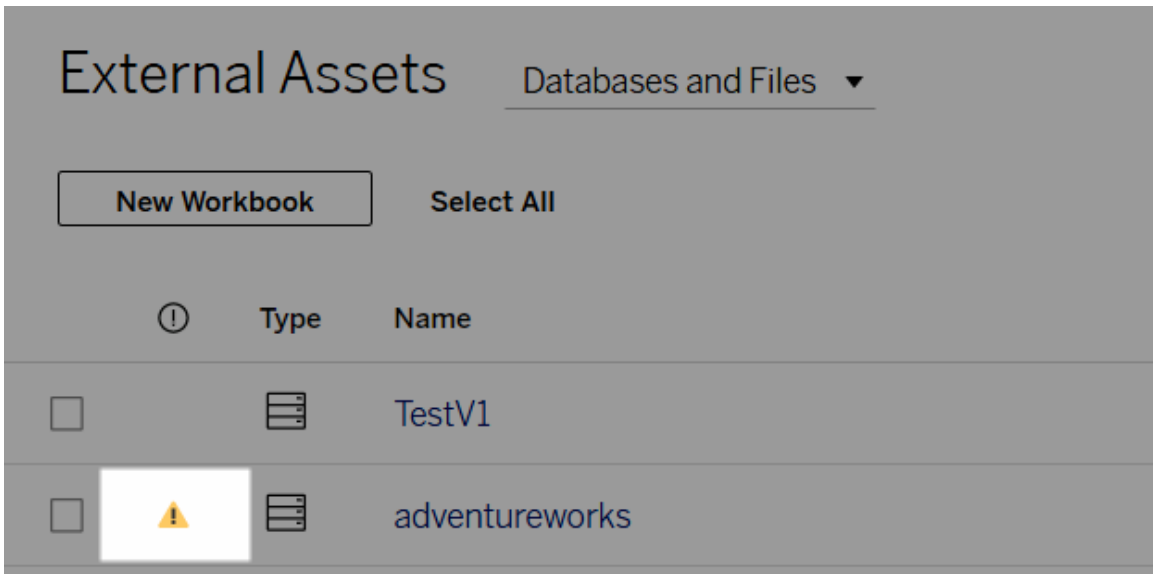 External Assets Databases and Files
New Workbook Select All
Type Name
TestV1
adventureworks